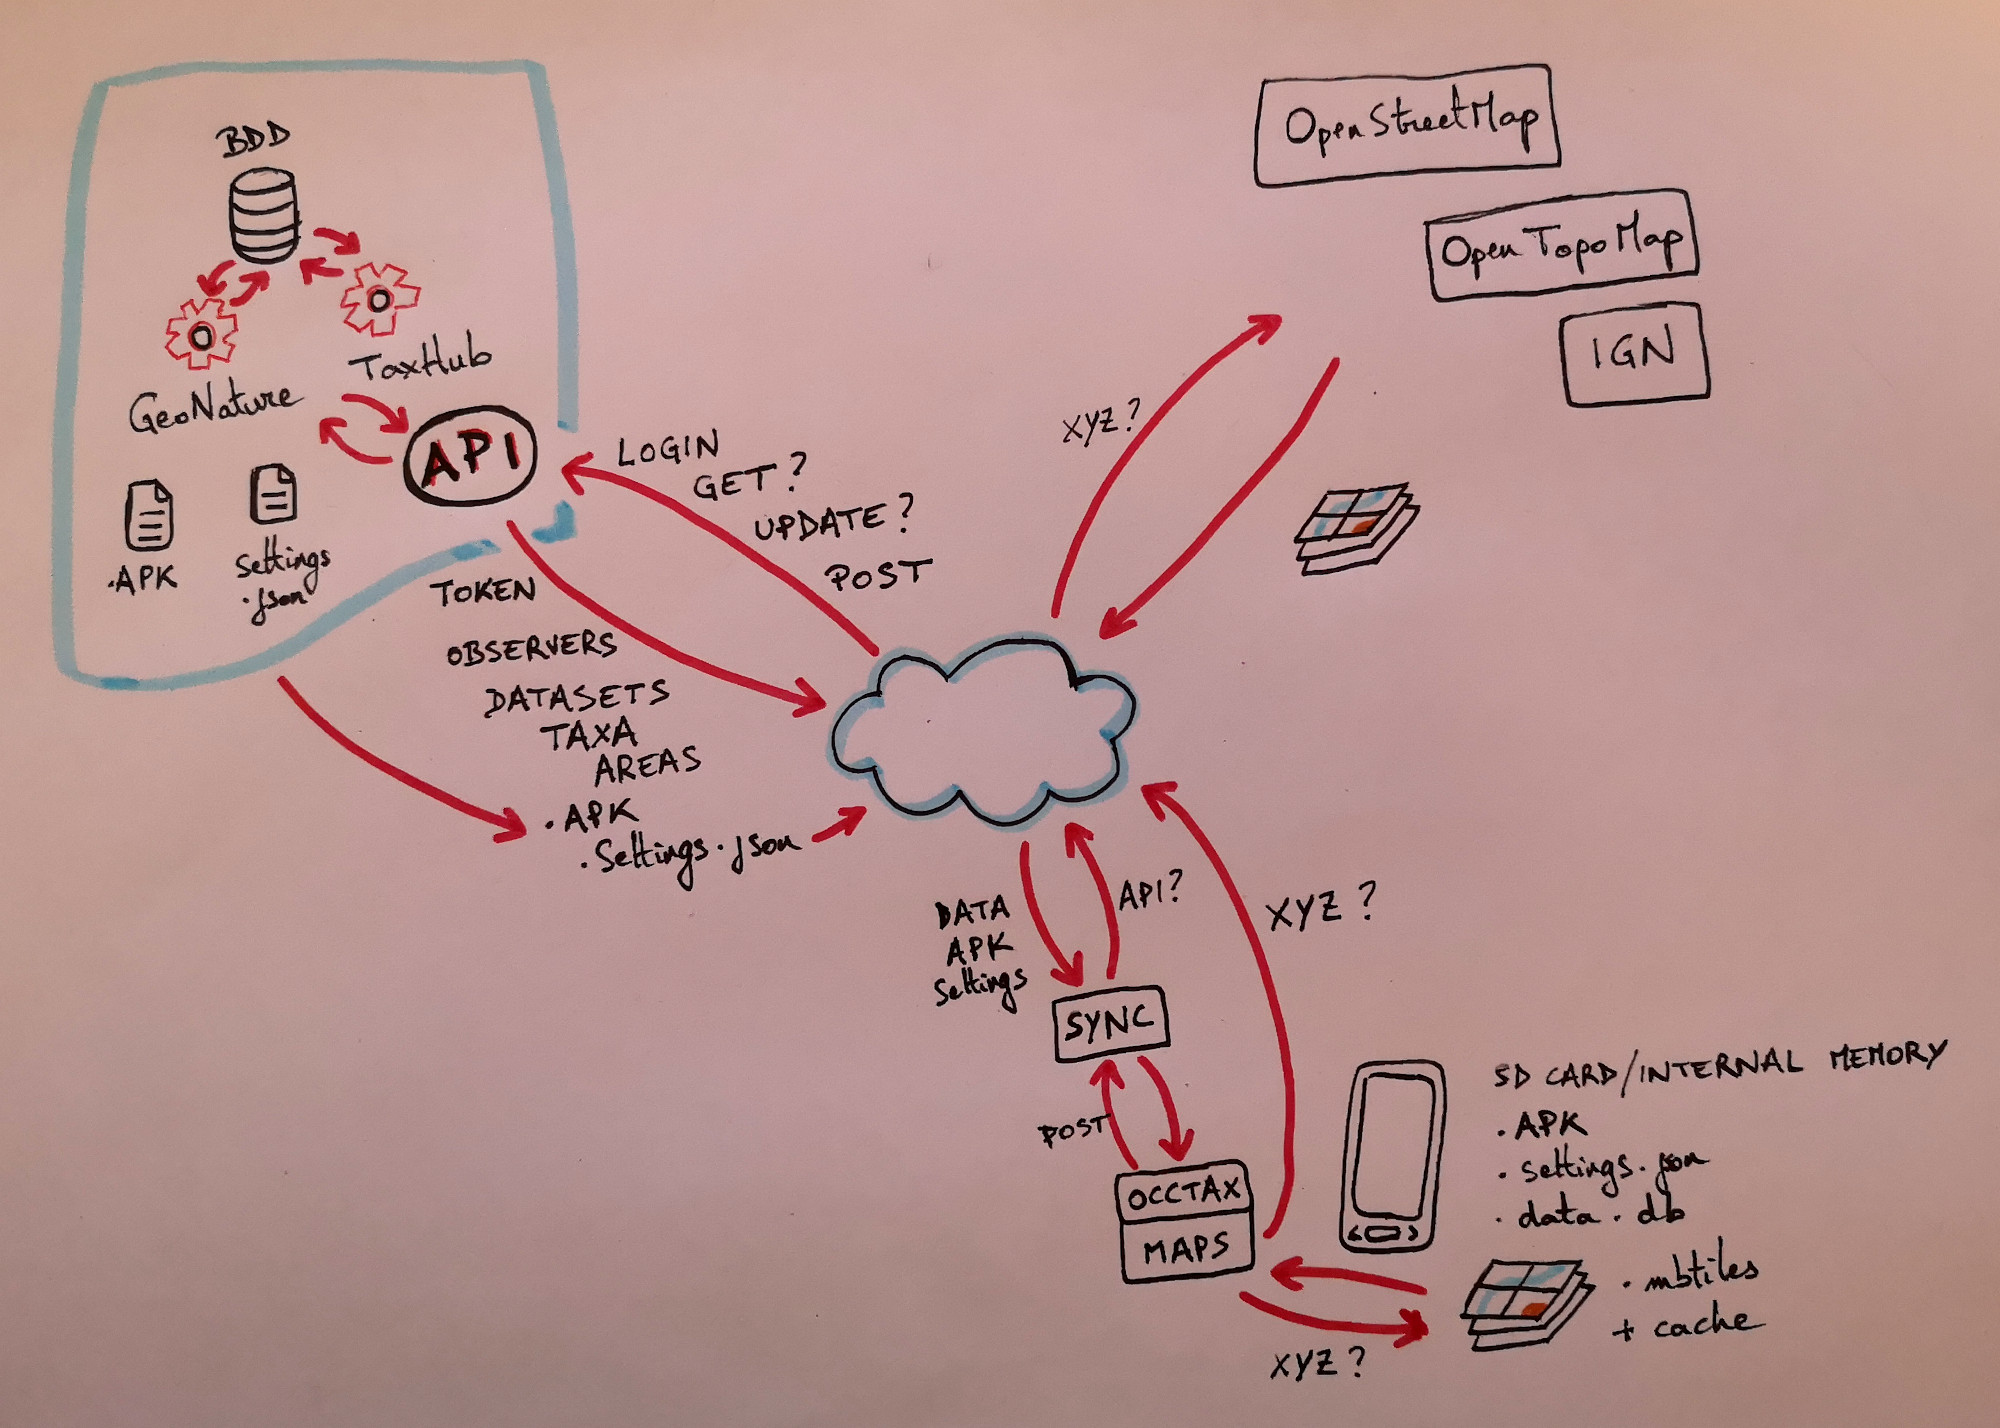 BDD
TaxHub
GeoNature
API
.APK
settings
.json
LOGIN
GET?
UPDATE?
POST
TOKEN
OBSERVERS
DATASETS
TAXA
AREAS
.APK
.Settings.json
OpenStreetMap
OpenTopoMap
IGN
XYZ?
DATA
APK
Settings
API?
XYZ?
SYNC
POST
OCCTAX
MAPS
SD CARD/INTERNAL MEMORY
.APK
.settings.json
.data.db
.mbtiles
+ cache
XYZ?